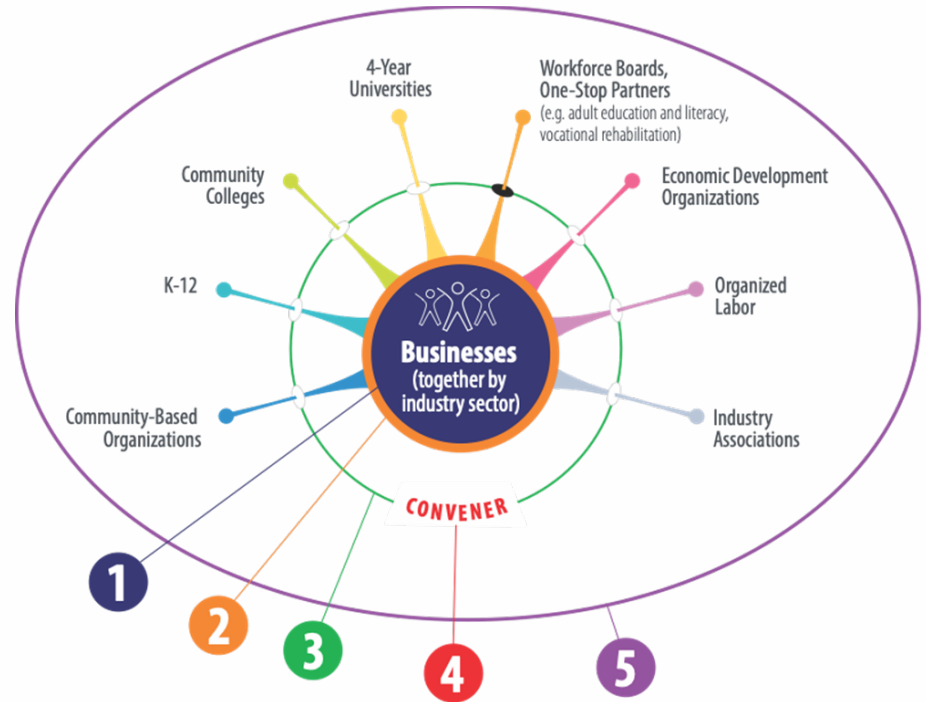 4-Year
Universities
Workforce Boards,
One-Stop Partners
(e.g. adult education and literacy,
vocational rehabilitation)
Community
Colleges
Economic Development
Organizations
K-12
Organized
Labor
Businesses
(together by
industry sector)
Community-Based
Organizations
Industry
Associations
CONVENER
1
2
3
4
5